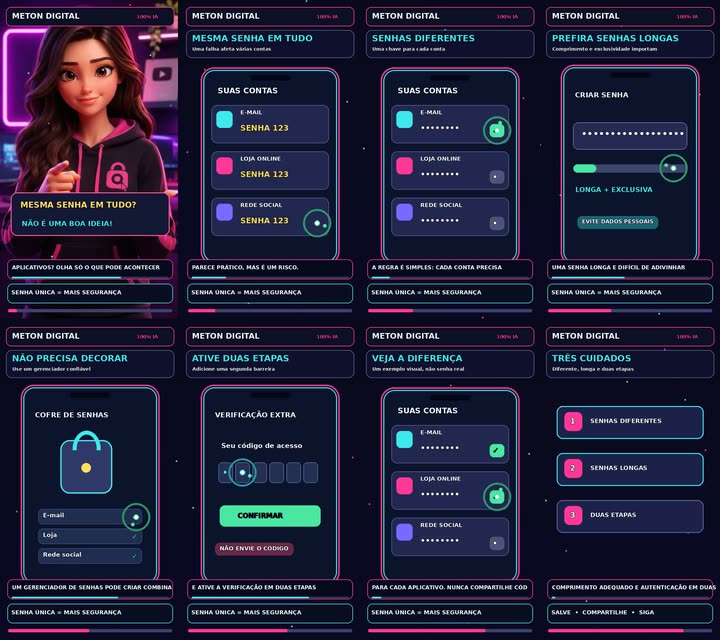 METON DIGITAL
100% IA
MESMA SENHA EM TUDO?
NÃO É UMA BOA IDEIA!
APLICATIVOS? OLHA SÓ O QUE PODE ACONTECER
SENHA ÚNICA = MAIS SEGURANÇA
METON DIGITAL
100% IA
MESMA SENHA EM TUDO
Uma falha afeta várias contas
SUAS CONTAS
E-MAIL
SENHA 123
LOJA ONLINE
SENHA 123
REDE SOCIAL
SENHA 123
PARECE PRÁTICO, MAS É UM RISCO.
SENHA ÚNICA = MAIS SEGURANÇA
METON DIGITAL
100% IA
SENHAS DIFERENTES
Uma chave para cada conta
SUAS CONTAS
E-MAIL
••••••••
LOJA ONLINE
••••••••
REDE SOCIAL
••••••••
A REGRA É SIMPLES: CADA CONTA PRECISA
SENHA ÚNICA = MAIS SEGURANÇA
METON DIGITAL
100% IA
PREFIRA SENHAS LONGAS
Comprimento e exclusividade importam
CRIAR SENHA
••••••••••••••••
LONGA + EXCLUSIVA
EVITE DADOS PESSOAIS
UMA SENHA LONGA E DIFÍCIL DE ADIVINHAR
SENHA ÚNICA = MAIS SEGURANÇA
METON DIGITAL
100% IA
NÃO PRECISA DECORAR
Use um gerenciador confiável
COFRE DE SENHAS
E-mail
Loja ✓
Rede social ✓
UM GERENCIADOR DE SENHAS PODE CRIAR COMBINA
SENHA ÚNICA = MAIS SEGURANÇA
METON DIGITAL
100% IA
ATIVE DUAS ETAPAS
Adicione uma segunda barreira
VERIFICAÇÃO EXTRA
Seu código de acesso
CONFIRMAR
NÃO ENVIE O CÓDIGO
E ATIVE A VERIFICAÇÃO EM DUAS ETAPAS
SENHA ÚNICA = MAIS SEGURANÇA
METON DIGITAL
100% IA
VEJA A DIFERENÇA
Um exemplo visual, não senha real
SUAS CONTAS
E-MAIL
•••••••• ✓
LOJA ONLINE
••••••••
REDE SOCIAL
••••••••
PARA CADA APLICATIVO. NUNCA COMPARTILHE CÓD
SENHA ÚNICA = MAIS SEGURANÇA
METON DIGITAL
100% IA
TRÊS CUIDADOS
Diferente, longa e duas etapas
1 SENHAS DIFERENTES
2 SENHAS LONGAS
3 DUAS ETAPAS
COMPRIMENTO ADEQUADO E AUTENTICAÇÃO EM DUAS
SALVE • COMPARTILHE • SIGA